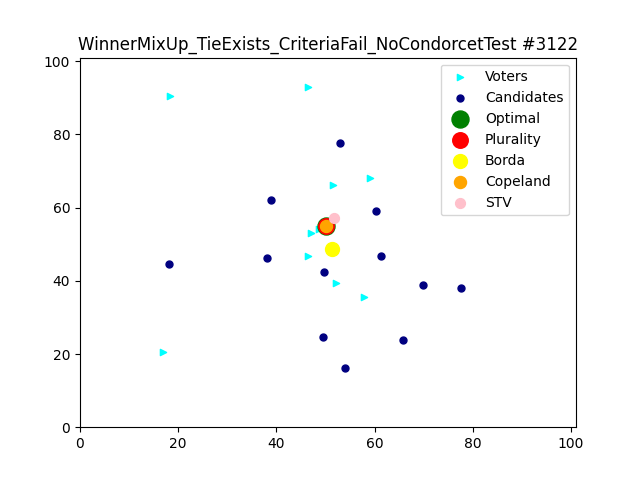 WinnerMixUp_TieExists_CriteriaFail_NoCondorcetTest #3122
100
80
60
40
20
0
0
20
40
60
80
100
Voters
Candidates
Optimal
Plurality
Borda
Copeland
STV